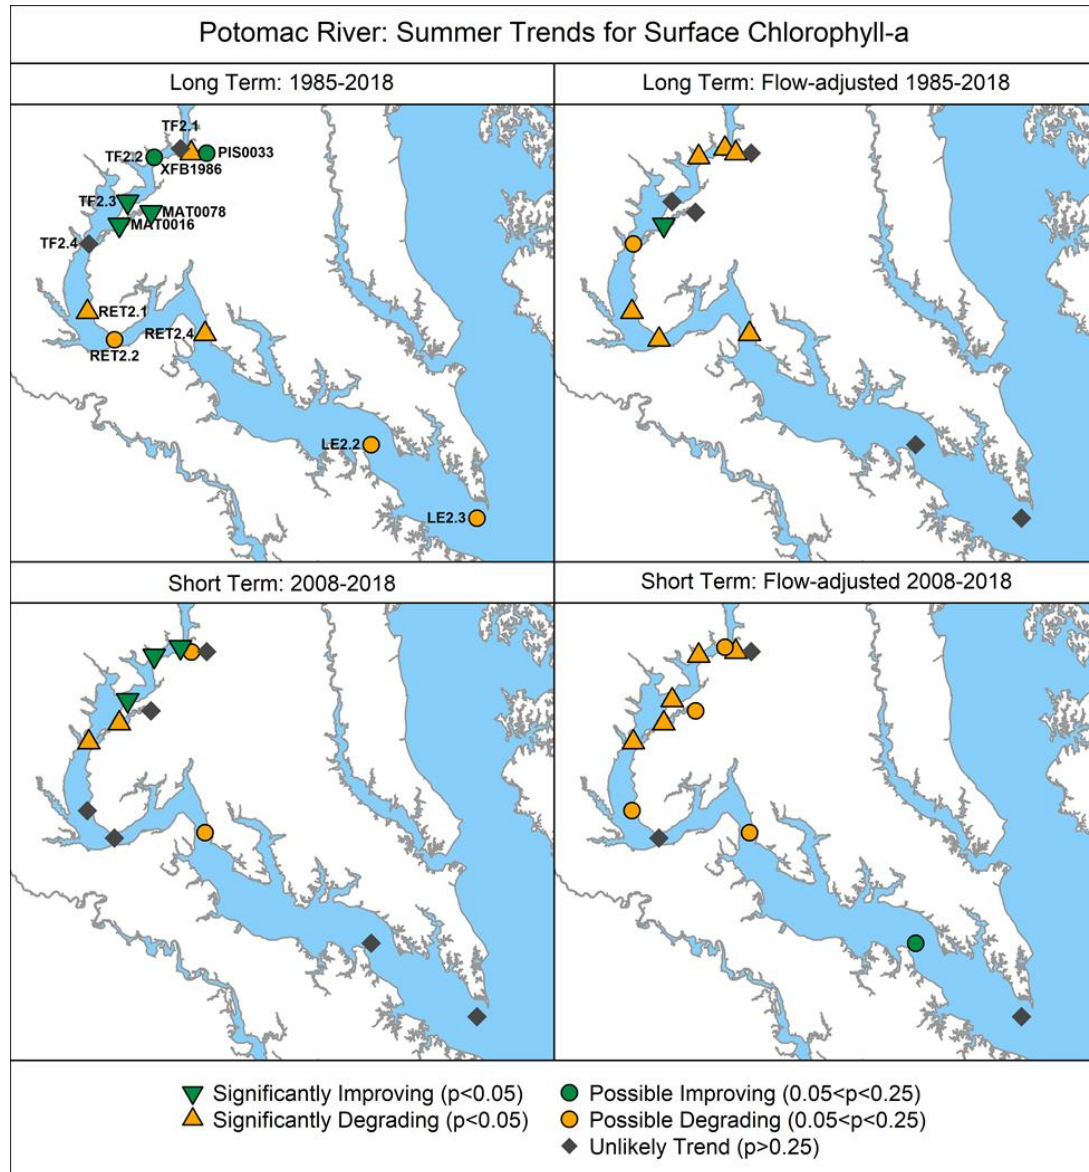 Potomac River: Summer Trends for Surface Chlorophyll-a
Long Term: 1985-2018
Long Term: Flow-adjusted 1985-2018
TF2.1
TF2.2
PIS0033
XFB1986
TF2.3
MAT0078
MAT0016
TF2.4
RET2.1
RET2.4
RET2.2
LE2.2
LE2.3
Short Term: 2008-2018
Short Term: Flow-adjusted 2008-2018
Significantly Improving (p<0.05)
Possible Improving (0.05<p<0.25)
Significantly Degrading (p<0.05)
Possible Degrading (0.05<p<0.25)
Unlikely Trend (p>0.25)